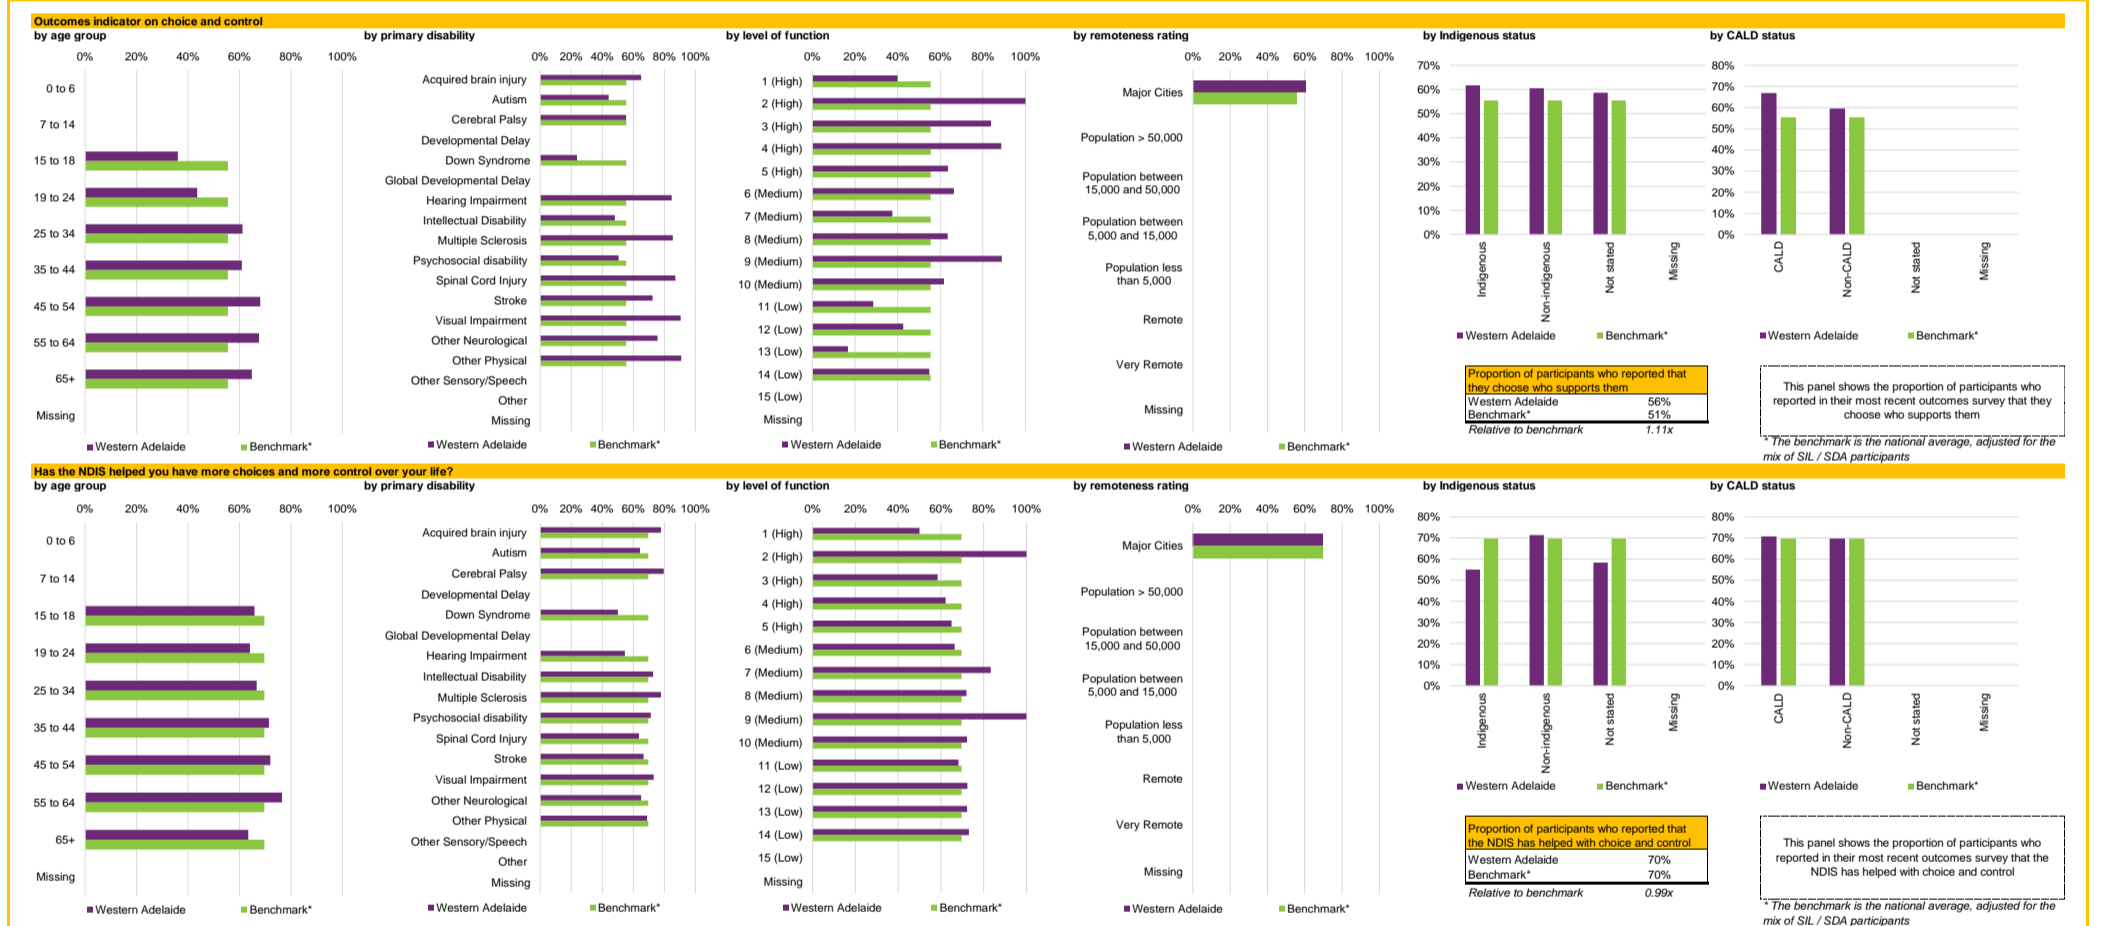 Outcomes indicator on choice and control
by age group
0% 20% 40% 60% 80% 100%
0 to 6
7 to 14
15 to 18
19 to 24
25 to 34
35 to 44
45 to 54
55 to 64
65+
Missing
Western Adelaide Benchmark*
by primary disability
0% 20% 40% 60% 80% 100%
Acquired brain injury
Autism
Cerebral Palsy
Developmental Delay
Down Syndrome
Global Developmental Delay
Hearing Impairment
Intellectual Disability
Multiple Sclerosis
Psychosocial disability
Spinal Cord Injury
Stroke
Visual Impairment
Other Neurological
Other Physical
Other Sensory/Speech
Other
Missing
Western Adelaide Benchmark*
by level of function
0% 20% 40% 60% 80% 100%
1 (High)
2 (High)
3 (High)
4 (High)
5 (High)
6 (Medium)
7 (Medium)
8 (Medium)
9 (Medium)
10 (Medium)
11 (Low)
12 (Low)
13 (Low)
14 (Low)
15 (Low)
Missing
Western Adelaide Benchmark*
by remoteness rating
0% 20% 40% 60% 80% 100%
Major Cities
Population > 50,000
Population between
15,000 and 50,000
Population between
5,000 and 15,000
Population less
than 5,000
Remote
Very Remote
Missing
Western Adelaide Benchmark*
by Indigenous status
70%
60%
50%
40%
30%
20%
10%
0%
Indigenous
Non-indigenous
Not stated
Missing
Western Adelaide Benchmark*
by CALD status
80%
70%
60%
50%
40%
30%
20%
10%
0%
CALD
Non-CALD
Not stated
Missing
Western Adelaide Benchmark*
Proportion of participants who reported that
they choose who supports them
Western Adelaide 56%
Benchmark* 51%
Relative to benchmark 1.11x
This panel shows the proportion of participants who
reported in their most recent outcomes survey that they
choose who supports them
* The benchmark is the national average, adjusted for the
mix of SIL / SDA participants
Has the NDIS helped you have more choices and more control over your life?
by age group
0% 20% 40% 60% 80% 100%
0 to 6
7 to 14
15 to 18
19 to 24
25 to 34
35 to 44
45 to 54
55 to 64
65+
Missing
Western Adelaide Benchmark*
by primary disability
0% 20% 40% 60% 80% 100%
Acquired brain injury
Autism
Cerebral Palsy
Developmental Delay
Down Syndrome
Global Developmental Delay
Hearing Impairment
Intellectual Disability
Multiple Sclerosis
Psychosocial disability
Spinal Cord Injury
Stroke
Visual Impairment
Other Neurological
Other Physical
Other Sensory/Speech
Other
Missing
Western Adelaide Benchmark*
by level of function
0% 20% 40% 60% 80% 100%
1 (High)
2 (High)
3 (High)
4 (High)
5 (High)
6 (Medium)
7 (Medium)
8 (Medium)
9 (Medium)
10 (Medium)
11 (Low)
12 (Low)
13 (Low)
14 (Low)
15 (Low)
Missing
Western Adelaide Benchmark*
by remoteness rating
0% 20% 40% 60% 80% 100%
Major Cities
Population > 50,000
Population between
15,000 and 50,000
Population between
5,000 and 15,000
Population less
than 5,000
Remote
Very Remote
Missing
Western Adelaide Benchmark*
by Indigenous status
80%
70%
60%
50%
40%
30%
20%
10%
0%
Indigenous
Non-indigenous
Not stated
Missing
Western Adelaide Benchmark*
by CALD status
80%
70%
60%
50%
40%
30%
20%
10%
0%
CALD
Non-CALD
Not stated
Missing
Western Adelaide Benchmark*
Proportion of participants who reported that
the NDIS has helped with choice and control
Western Adelaide 70%
Benchmark* 70%
Relative to benchmark 0.99x
This panel shows the proportion of participants who
reported in their most recent outcomes survey that the
NDIS has helped with choice and control
* The benchmark is the national average, adjusted for the
mix of SIL / SDA participants